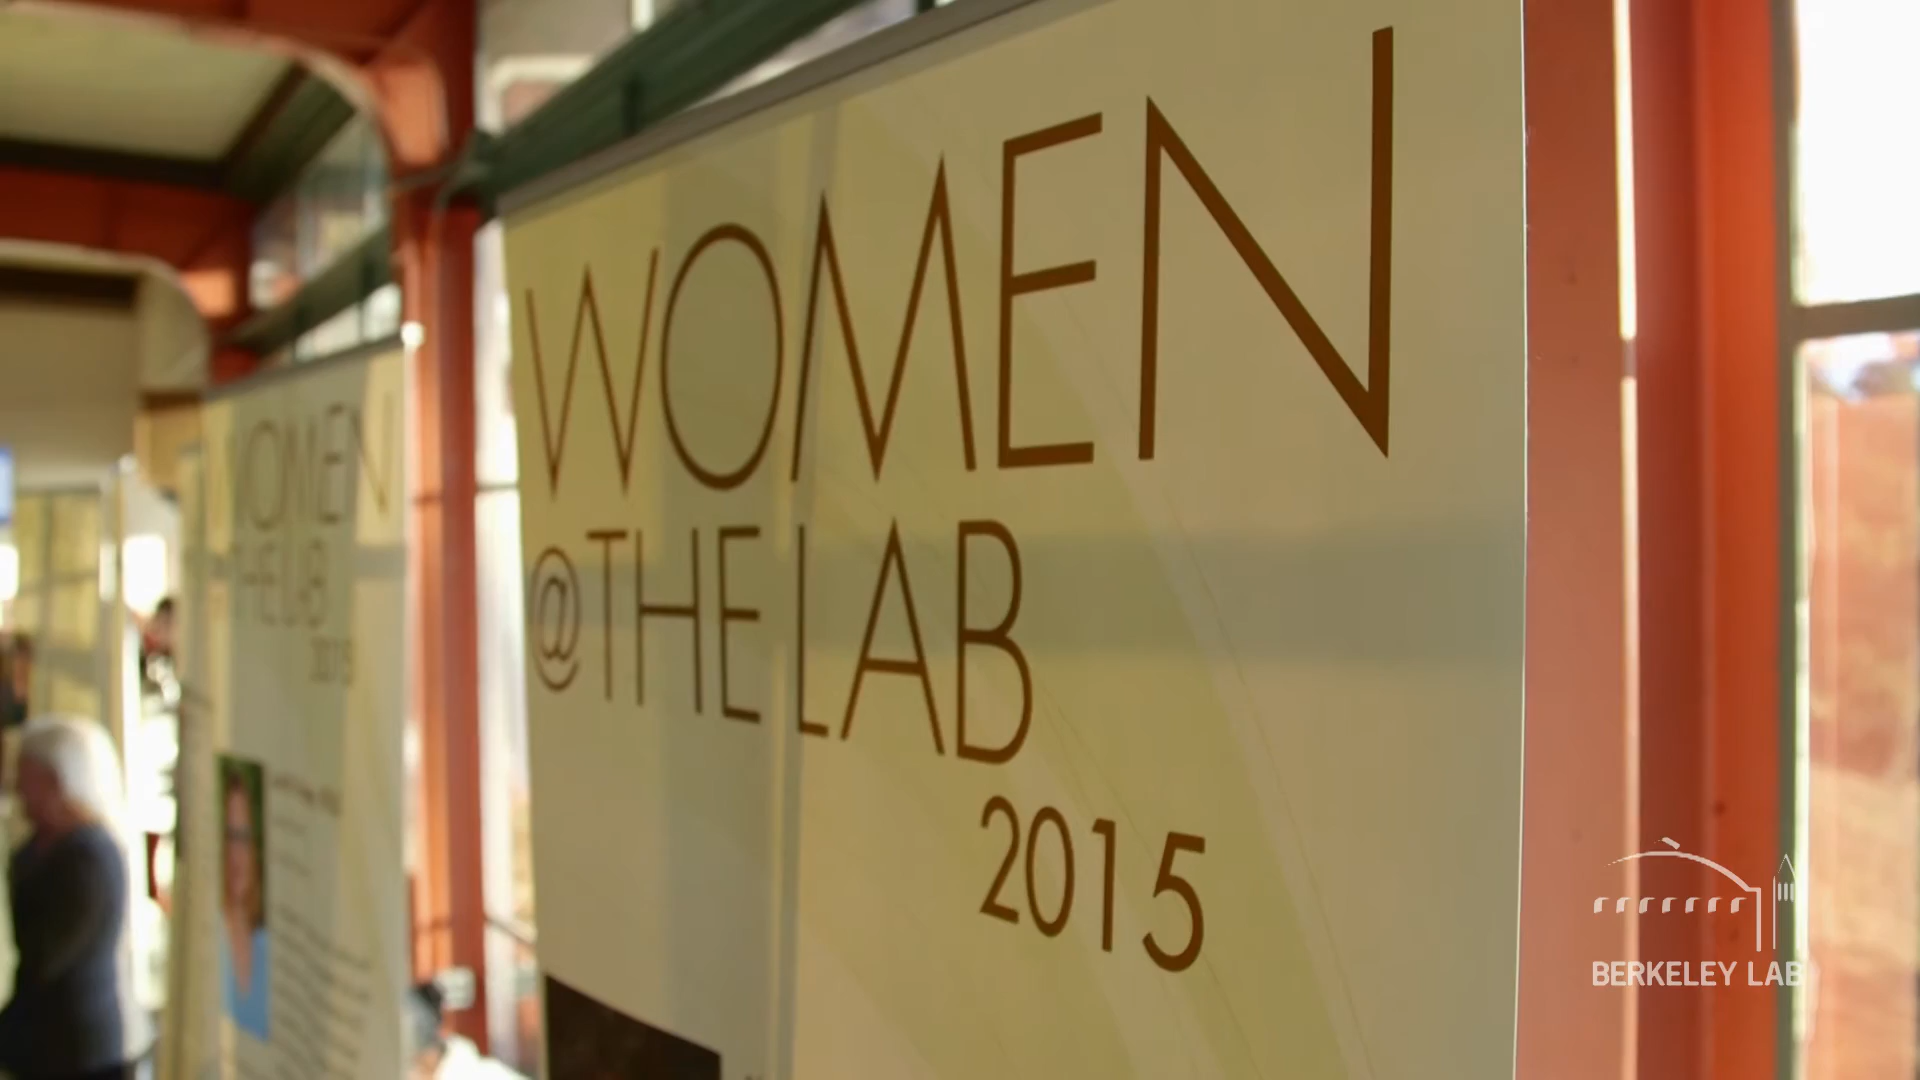 WOMEN
@THE LAB
2015
WOMEN
THE LAB
2015
BERKELEY LAB